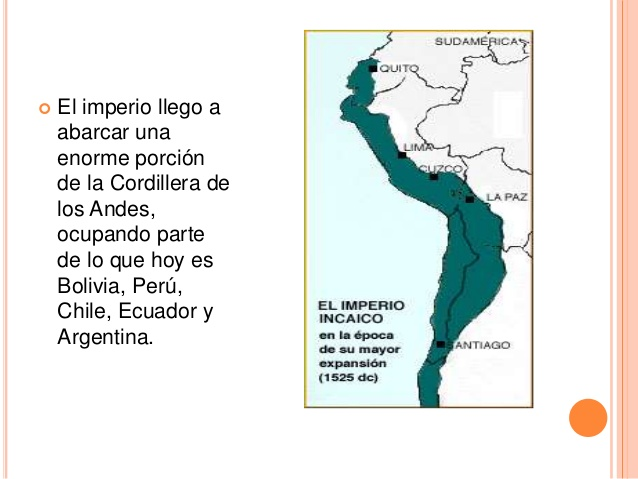 El imperio llego a
abarcar una
enorme porción
de la Cordillera de
los Andes,
ocupando parte
de lo que hoy es
Bolivia, Perú,
Chile, Ecuador y
Argentina.
SUDAMÉRICA
QUITO
LIMA
CUZCO
LA PAZ
EL IMPERIO
INCAICO
en la época
de su mayor
expansión
(1525 dc)
SANTIAGO